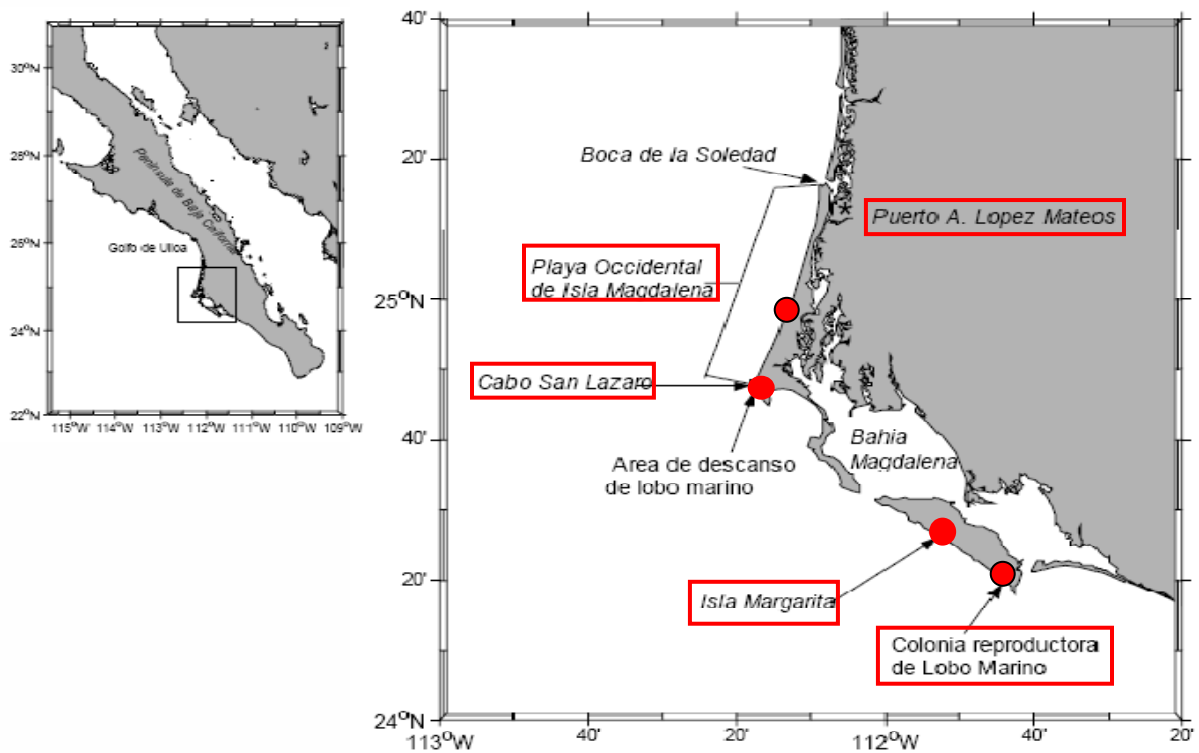 30°N
28°N
26°N
24°N
22°N
115°W 114°W 113°W 112°W 111°W 110°W 109°W
Peninsula de Baja California
Golfo de Ulloa
40'
20'
25°N
40'
20'
24°N
113°W 40' 20' 112°W 40' 20'
Boca de la Soledad
Puerto A. Lopez Mateos
Playa Occidental
de Isla Magdalena
Cabo San Lazaro
Area de descanso
de lobo marino
Bahia
Magdalena
Isla Margarita
Colonia reproductora
de Lobo Marino